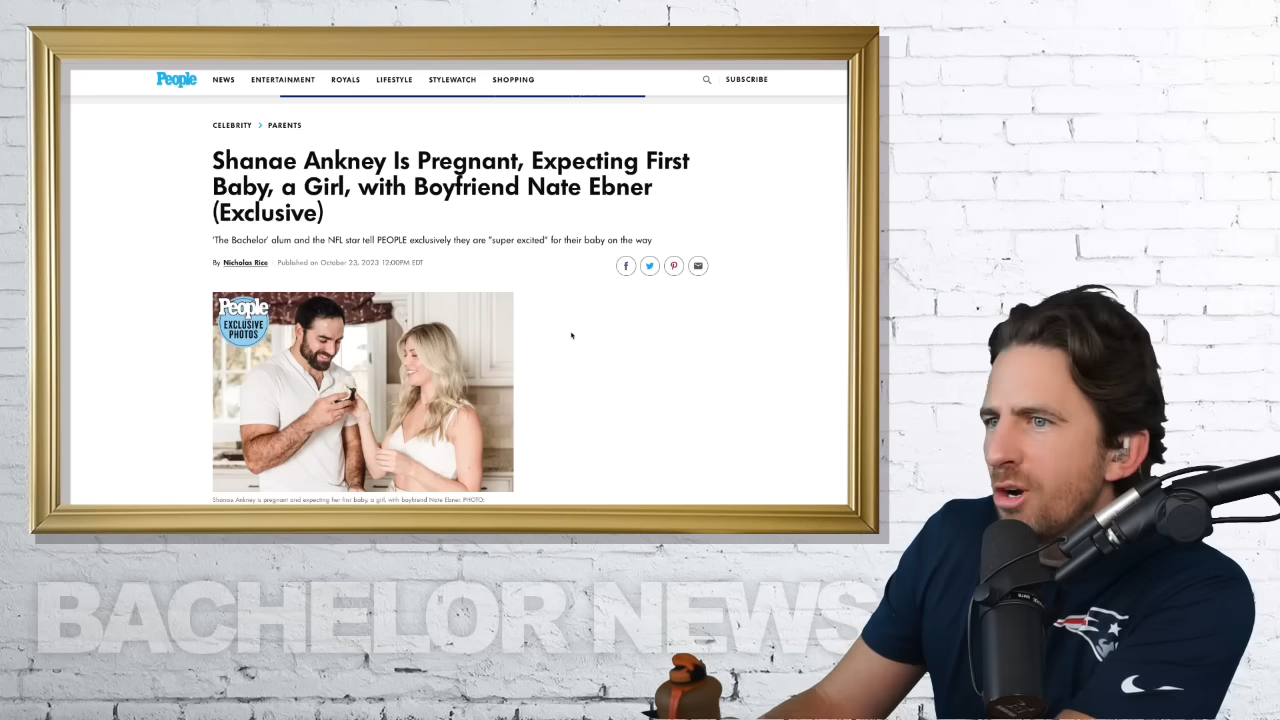 People NEWS ENTERTAINMENT ROYALS LIFESTYLE STYLEWATCH SHOPPING SUBSCRIBE
CELEBRITY > PARENTS
Shanae Ankney Is Pregnant, Expecting First
Baby, a Girl, with Boyfriend Nate Ebner
(Exclusive)
'The Bachelor' alum and the NFL star tell PEOPLE exclusively they are "super excited" for their baby on the way
By Nicholas Rice Published on October 23, 2023 12:00PM EDT
People
EXCLUSIVE
PHOTOS
Shanae Ankney is pregnant and expecting her first baby, a girl, with boyfriend Nate Ebner. PHOTO:
BACHELOR NEWS